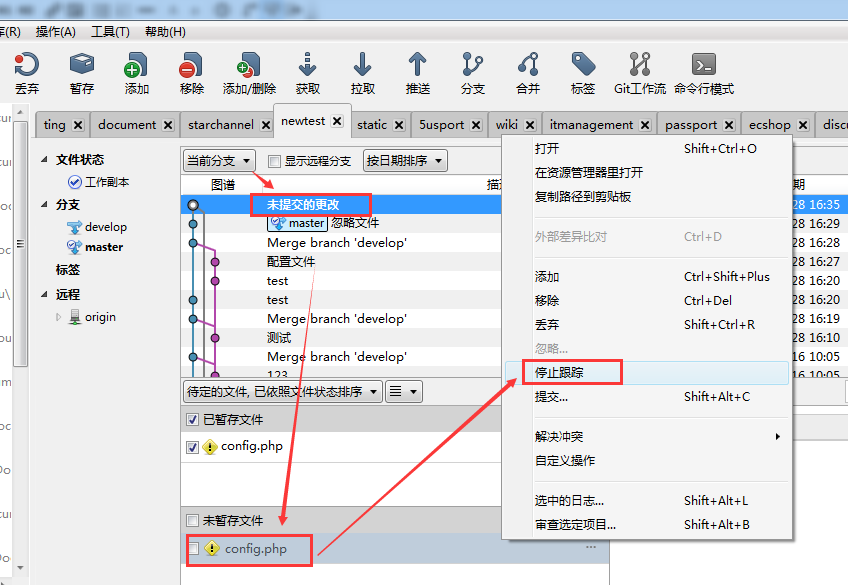 库(R) 操作(A) 工具(T) 帮助(H)
丢弃 暂存 添加 移除 添加/删除 获取 拉取 推送 分支 合并 标签 Git工作流 命令行模式
ting document starchannel newtest static 5usport wiki itmanagement passport ecshop
文件状态
工作副本
分支
develop
master
标签
远程
origin
当前分支 显示远程分支 按日期排序
图谱
未提交的更改
master 忽略文件
Merge branch 'develop'
配置文件
test
test
Merge branch 'develop'
测试
Merge branch 'develop'
123
期
28 16:35
28 16:29
28 16:28
28 16:27
28 16:20
28 16:20
28 16:19
28 16:10
16 10:05
16 10:05
待定的文件, 已依照文件状态排序
已暂存文件
config.php
未暂存文件
config.php
打开 Shift+Ctrl+O
在资源管理器里打开
复制路径到剪贴板
外部差异比对 Ctrl+D
添加 Ctrl+Shift+Plus
移除 Ctrl+Del
丢弃 Shift+Ctrl+R
忽略...
停止跟踪
提交... Shift+Alt+C
解决冲突
自定义操作
选中的日志... Shift+Alt+L
审查选定项目... Shift+Alt+B